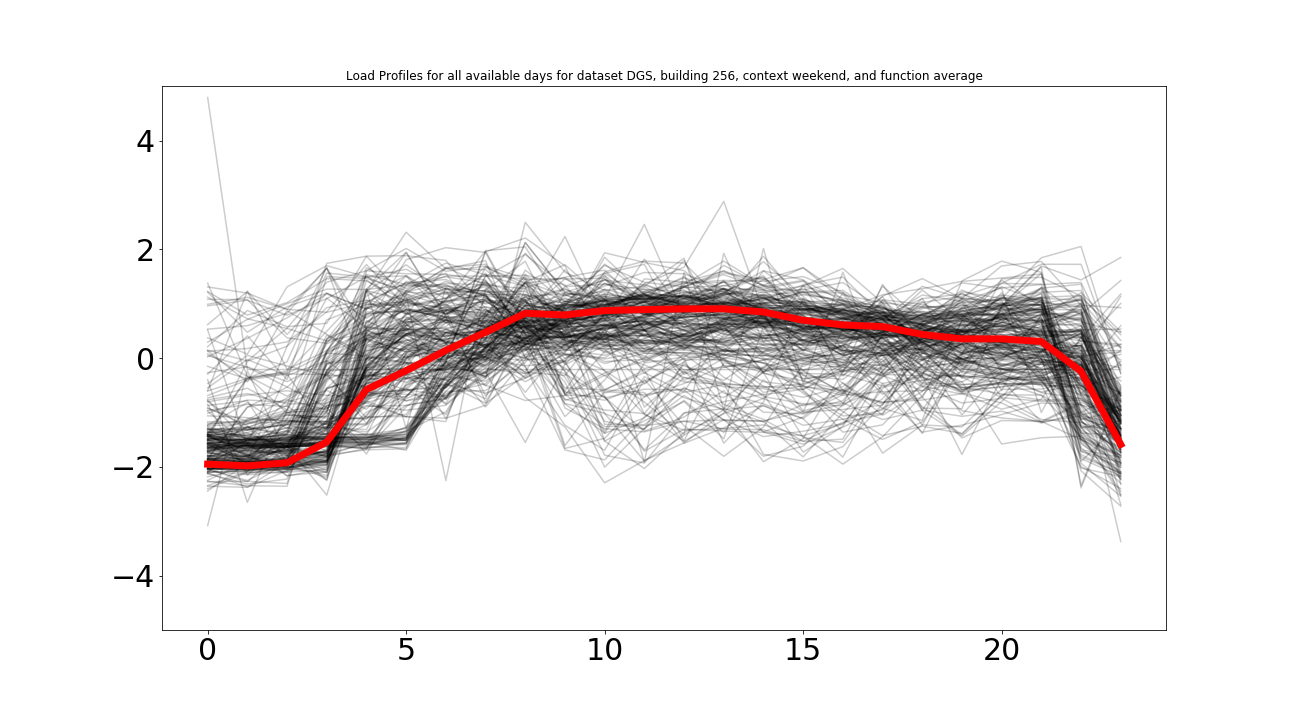 Load Profiles for all available days for dataset DGS, building 256, context weekend, and function average
4
2
0
−2
−4
0 5 10 15 20